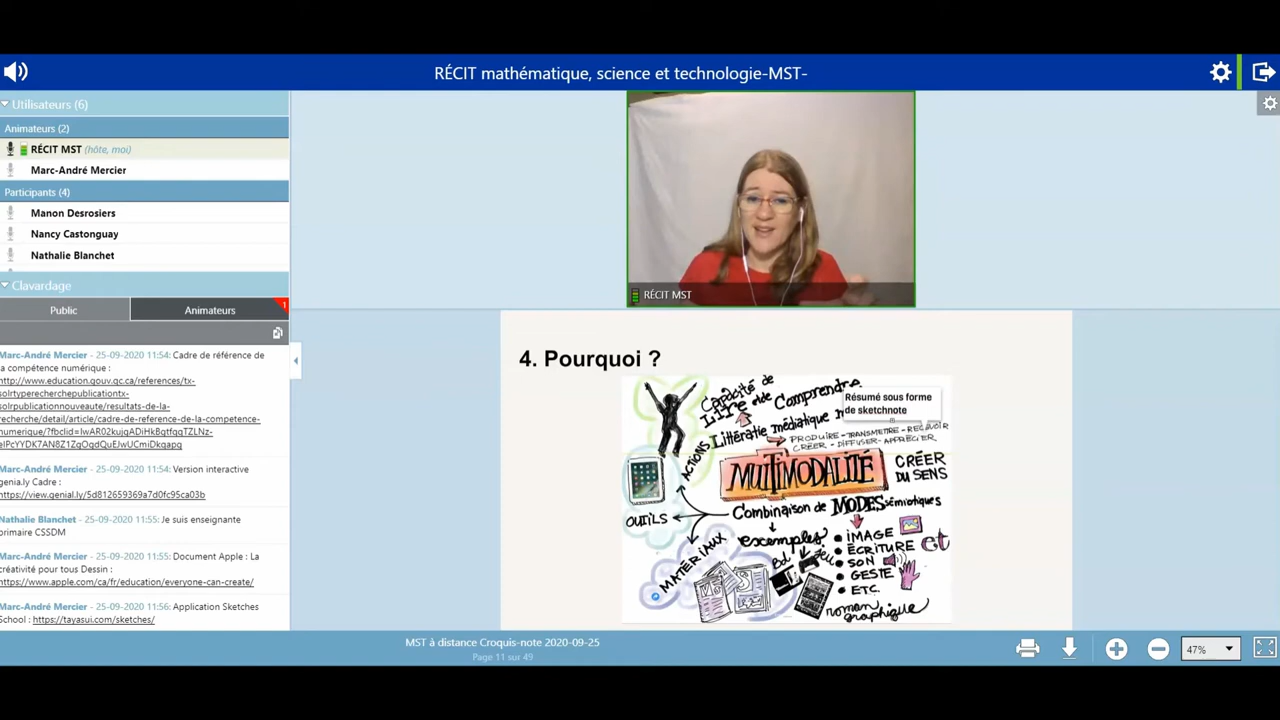 RÉCIT mathématique, science et technologie-MST-
Utilisateurs (6)
Animateurs (2)
RÉCIT MST (hôte, moi)
Marc-André Mercier
Participants (4)
Manon Desrosiers
Nancy Castonguay
Nathalie Blanchet
Clavardage
Public
Animateurs
1
Marc-André Mercier - 25-09-2020 11:54: Cadre de référence de
la compétence numérique :
http://www.education.gouv.qc.ca/references/tx-
solrtyperecherchepublicationtx-
solrpublicationnouveaute/resultats-de-la-
recherche/detail/article/cadre-de-reference-de-la-competence-
Marc-André Mercier - 25-09-2020 11:54: Version interactive
genia.ly Cadre :
https://view.genial.ly/5d812659369a7d0fc95ca03b
Nathalie Blanchet - 25-09-2020 11:55: Je suis enseignante
primaire CSSDM
Marc-André Mercier - 25-09-2020 11:55: Document Apple : La
créativité pour tous Dessin :
https://www.apple.com/ca/fr/education/everyone-can-create/
Marc-André Mercier - 25-09-2020 11:56: Application Sketches
School : https://tayasui.com/sketches/
RÉCIT MST
4. Pourquoi ?
Capacité de
Lire et de Comprendre
Résumé sous forme
de sketchnote
Littératie médiatique
PRODUIRE - TRANSMETTRE - RECEVOIR
CRÉER - DIFFUSER - APPRÉCIER
ACTIONS
MULTIMODALITÉ
CRÉER
DU SENS
OUTILS
Combinaison de MODES sémiotiques
exemples
MATÉRIAUX
Bd
Jeu
IMAGE
ÉCRITURE
et
SON
GESTE
ETC.
roman
graphique
MST à distance Croquis-note 2020-09-25
Page 11 sur 49
47%